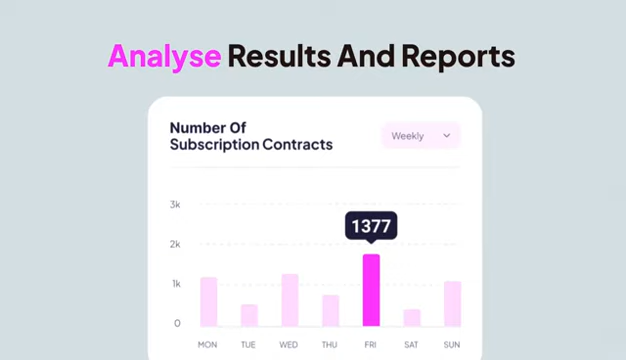 Analyse Results And Reports
Number Of
Subscription Contracts
Weekly
3k
2k
1k
0
1377
MON TUE WED THU FRI SAT SUN